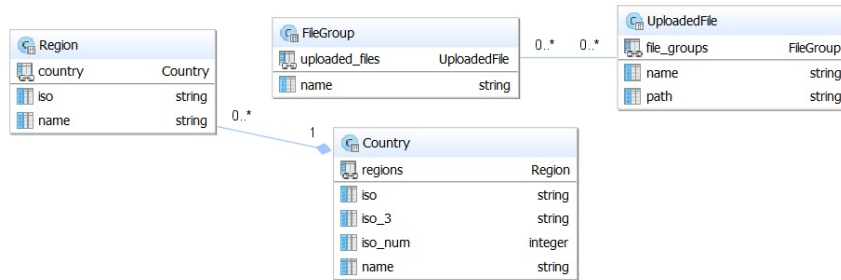 Region
country Country
iso string
name string
FileGroup
uploaded_files UploadedFile
name string
0..* 0..*
UploadedFile
file_groups FileGroup
name string
path string
0..* 1
Country
regions Region
iso string
iso_3 string
iso_num integer
name string